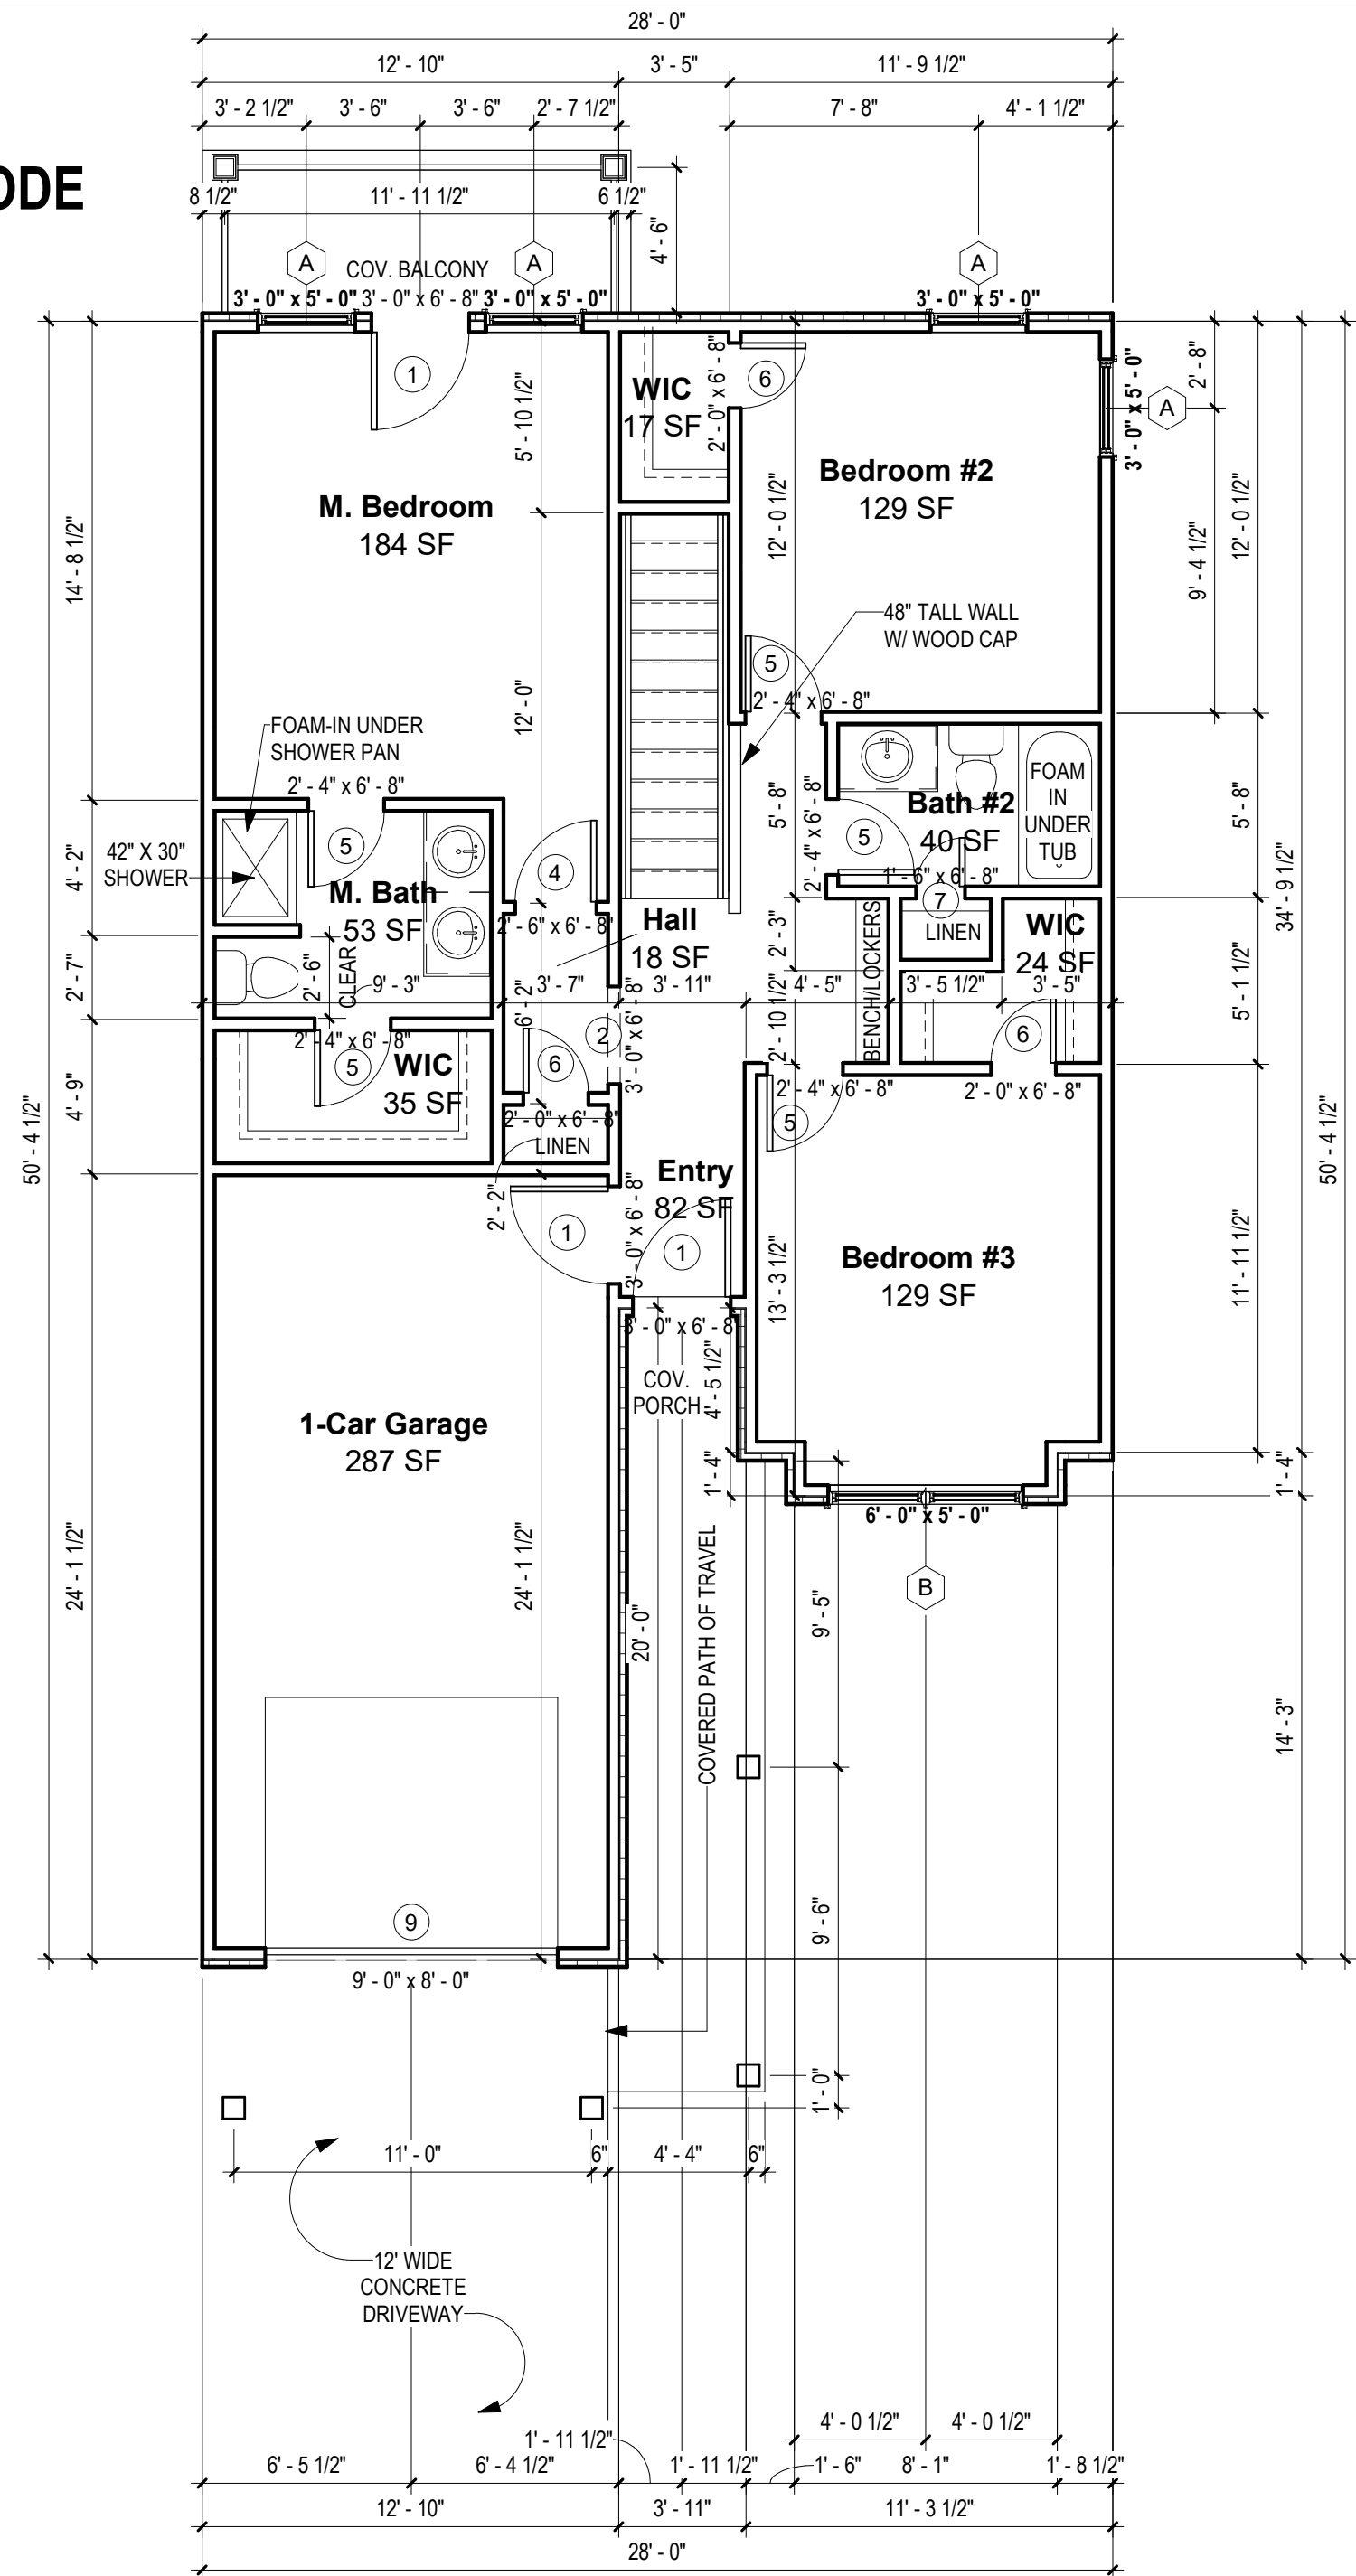 28' - 0"
12' - 10"
3' - 5"
11' - 9 1/2"
3' - 2 1/2"
3' - 6"
3' - 6"
2' - 7 1/2"
7' - 8"
4' - 1 1/2"
ODE
8 1/2"
11' - 11 1/2"
6 1/2"
4' - 6"
A
COV. BALCONY
A
A
3' - 0" x 5' - 0"
3' - 0" x 6' - 8"
3' - 0" x 5' - 0"
3' - 0" x 5' - 0"
1
5' - 10 1/2"
WIC
17 SF
2' - 0" x 6' - 8"
6
3' - 0" x 5' - 0"
A
2' - 8"
M. Bedroom
184 SF
Bedroom #2
129 SF
14' - 8 1/2"
12' - 0 1/2"
9' - 4 1/2"
12' - 0 1/2"
48" TALL WALL
W/ WOOD CAP
12' - 0"
5
2' - 4" x 6' - 8"
FOAM-IN UNDER
SHOWER PAN
2' - 4" x 6' - 8"
5
42" X 30"
SHOWER
4' - 2"
M. Bath
53 SF
4
2' - 6" x 6' - 8"
Hall
18 SF
5' - 8"
2' - 4" x 6' - 8"
5
Bath #2
40 SF
1' - 6" x 6' - 8"
7
LINEN
FOAM
IN
UNDER
TUB
WIC
24 SF
5' - 8"
34' - 9 1/2"
2' - 7"
2' - 6"
CLEAR
9' - 3"
3' - 7"
3' - 11"
4' - 5"
3' - 5 1/2"
3' - 5"
2' - 3"
2' - 10 1/2"
BENCH/LOCKERS
5' - 1 1/2"
6' - 2"
2
3' - 0" x 6' - 8"
6
6
2' - 4" x 6' - 8"
5
WIC
35 SF
2' - 0" x 6' - 8"
LINEN
2' - 4" x 6' - 8"
5
2' - 0" x 6' - 8"
4' - 9"
50' - 4 1/2"
50' - 4 1/2"
Entry
82 SF
2' - 2"
1
3' - 0" x 6' - 8"
1
3' - 0" x 6' - 8"
13' - 3 1/2"
Bedroom #3
129 SF
11' - 11 1/2"
COV.
PORCH
4' - 5 1/2"
1' - 4"
1' - 4"
1-Car Garage
287 SF
6' - 0" x 5' - 0"
B
24' - 1 1/2"
24' - 1 1/2"
20' - 0"
COVERED PATH OF TRAVEL
9' - 5"
14' - 3"
9' - 6"
9
9' - 0" x 8' - 0"
1' - 0"
11' - 0"
6"
4' - 4"
6"
12' WIDE
CONCRETE
DRIVEWAY
4' - 0 1/2"
4' - 0 1/2"
1' - 11 1/2"
6' - 5 1/2"
6' - 4 1/2"
1' - 11 1/2"
1' - 6"
8' - 1"
1' - 8 1/2"
12' - 10"
3' - 11"
11' - 3 1/2"
28' - 0"